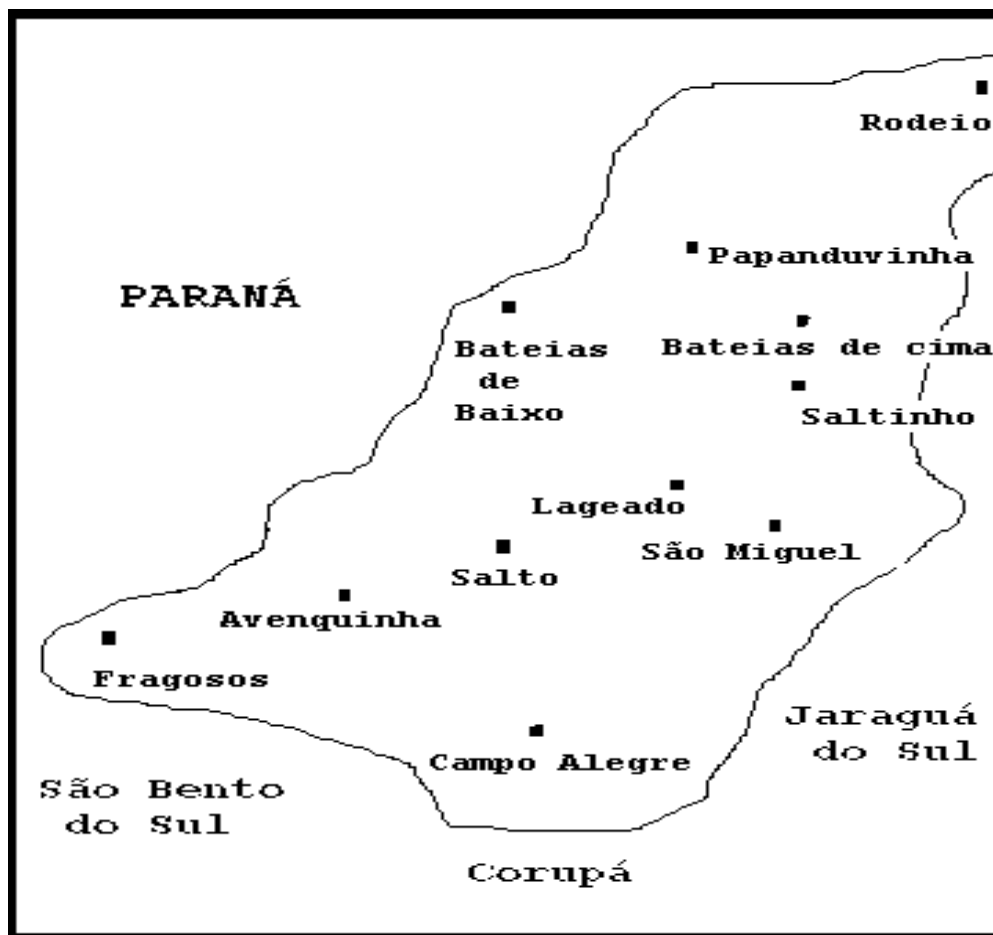 Rodeio
Papanduvinha
PARANÁ
Bateias
de
Baixo
Bateias de cima
Saltinho
Lageado
São Miguel
Salto
Avenquinha
Fragosos
Jaraguá
do Sul
Campo Alegre
São Bento
do Sul
Corupá